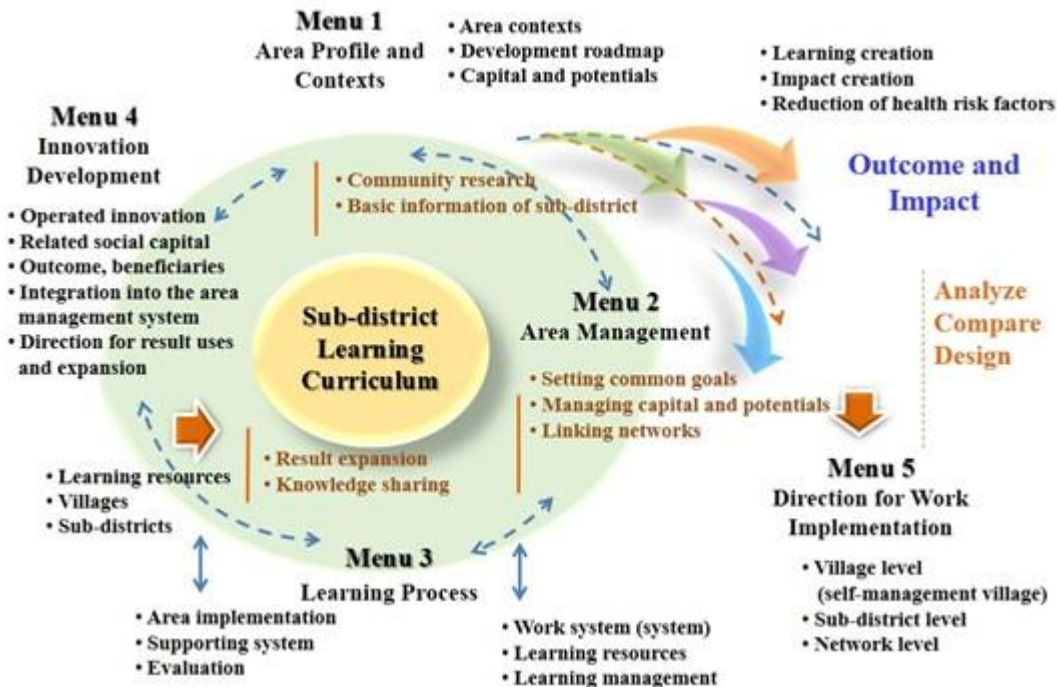 Menu 1
Area Profile and
Contexts
• Area contexts
• Development roadmap
• Capital and potentials
• Learning creation
• Impact creation
• Reduction of health risk factors
Outcome and
Impact
Menu 4
Innovation
Development
• Operated innovation
• Related social capital
• Outcome, beneficiaries
• Integration into the area
management system
• Direction for result uses
and expansion
• Community research
• Basic information of sub-district
Sub-district
Learning
Curriculum
Menu 2
Area Management
• Setting common goals
• Managing capital and potentials
• Linking networks
Analyze
Compare
Design
• Result expansion
• Knowledge sharing
• Learning resources
• Villages
• Sub-districts
Menu 3
Learning Process
• Area implementation
• Supporting system
• Evaluation
• Work system (system)
• Learning resources
• Learning management
Menu 5
Direction for Work
Implementation
• Village level
(self-management village)
• Sub-district level
• Network level